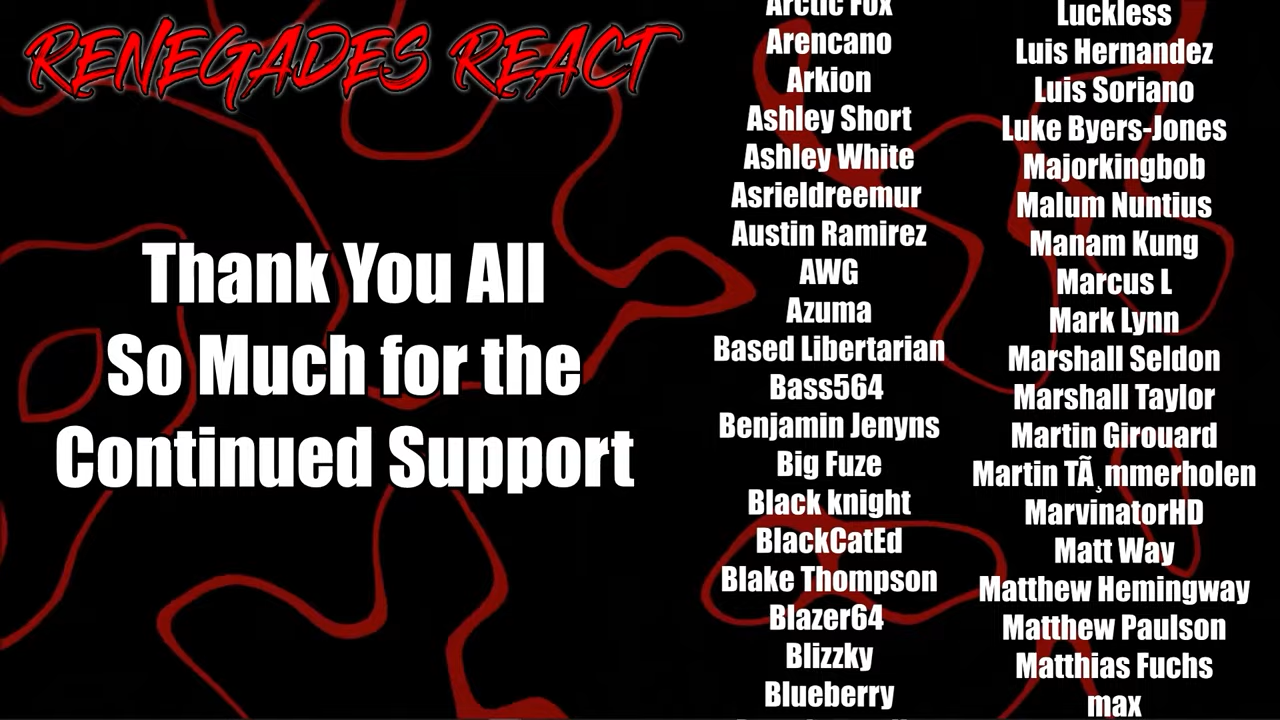 RENEGADES REACT
Thank You All
So Much for the
Continued Support
Arctic Fox
Arencano
Arkion
Ashley Short
Ashley White
Asrieldreemur
Austin Ramirez
AWG
Azuma
Based Libertarian
Bass564
Benjamin Jenyns
Big Fuze
Black knight
BlackCatEd
Blake Thompson
Blazer64
Blizzky
Blueberry
Luckless
Luis Hernandez
Luis Soriano
Luke Byers-Jones
Majorkingbob
Malum Nuntius
Manam Kung
Marcus L
Mark Lynn
Marshall Seldon
Marshall Taylor
Martin Girouard
Martin TÃ¸mmerholen
MarvinatorHD
Matt Way
Matthew Hemingway
Matthew Paulson
Matthias Fuchs
max